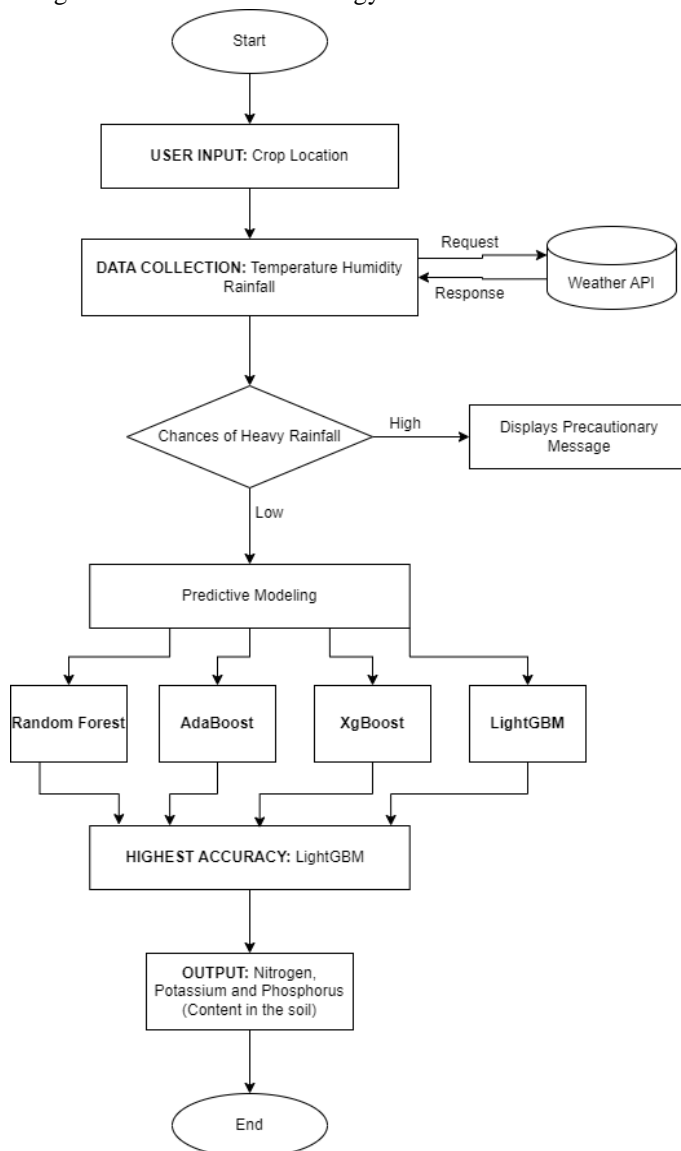 Start
USER INPUT: Crop Location
DATA COLLECTION: Temperature Humidity
Rainfall
Request
Response
Weather API
Chances of Heavy Rainfall
High
Displays Precautionary
Message
Low
Predictive Modeling
Random Forest
AdaBoost
XgBoost
LightGBM
HIGHEST ACCURACY: LightGBM
OUTPUT: Nitrogen,
Potassium and Phosphorus
(Content in the soil)
End